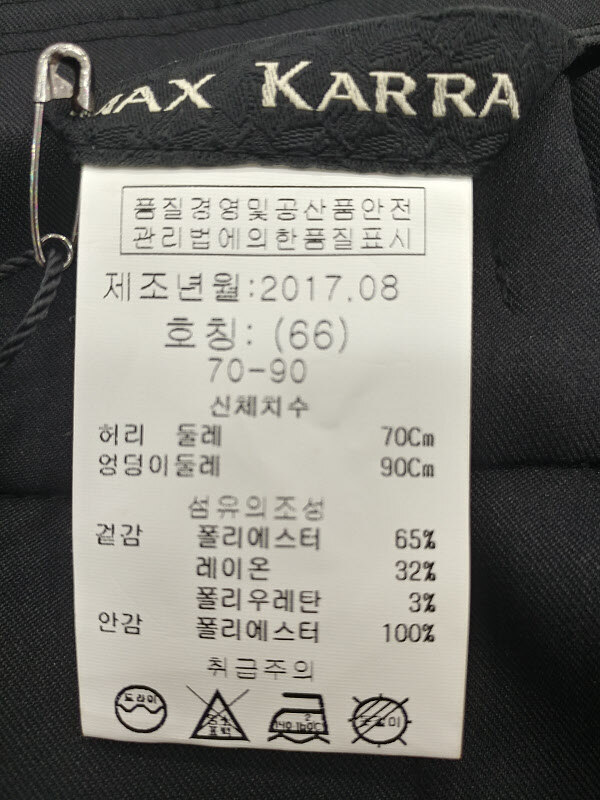 MAX KARRA
품질경영및공산품안전
관리법에의한품질표시
제조년월:2017.08
호칭: (66)
70-90
신체치수
허리 둘레 70Cm
엉덩이둘레 90Cm
섬유의조성
겉감 폴리에스터 65%
레이온 32%
폴리우레탄 3%
안감 폴리에스터 100%
취급주의
드라이